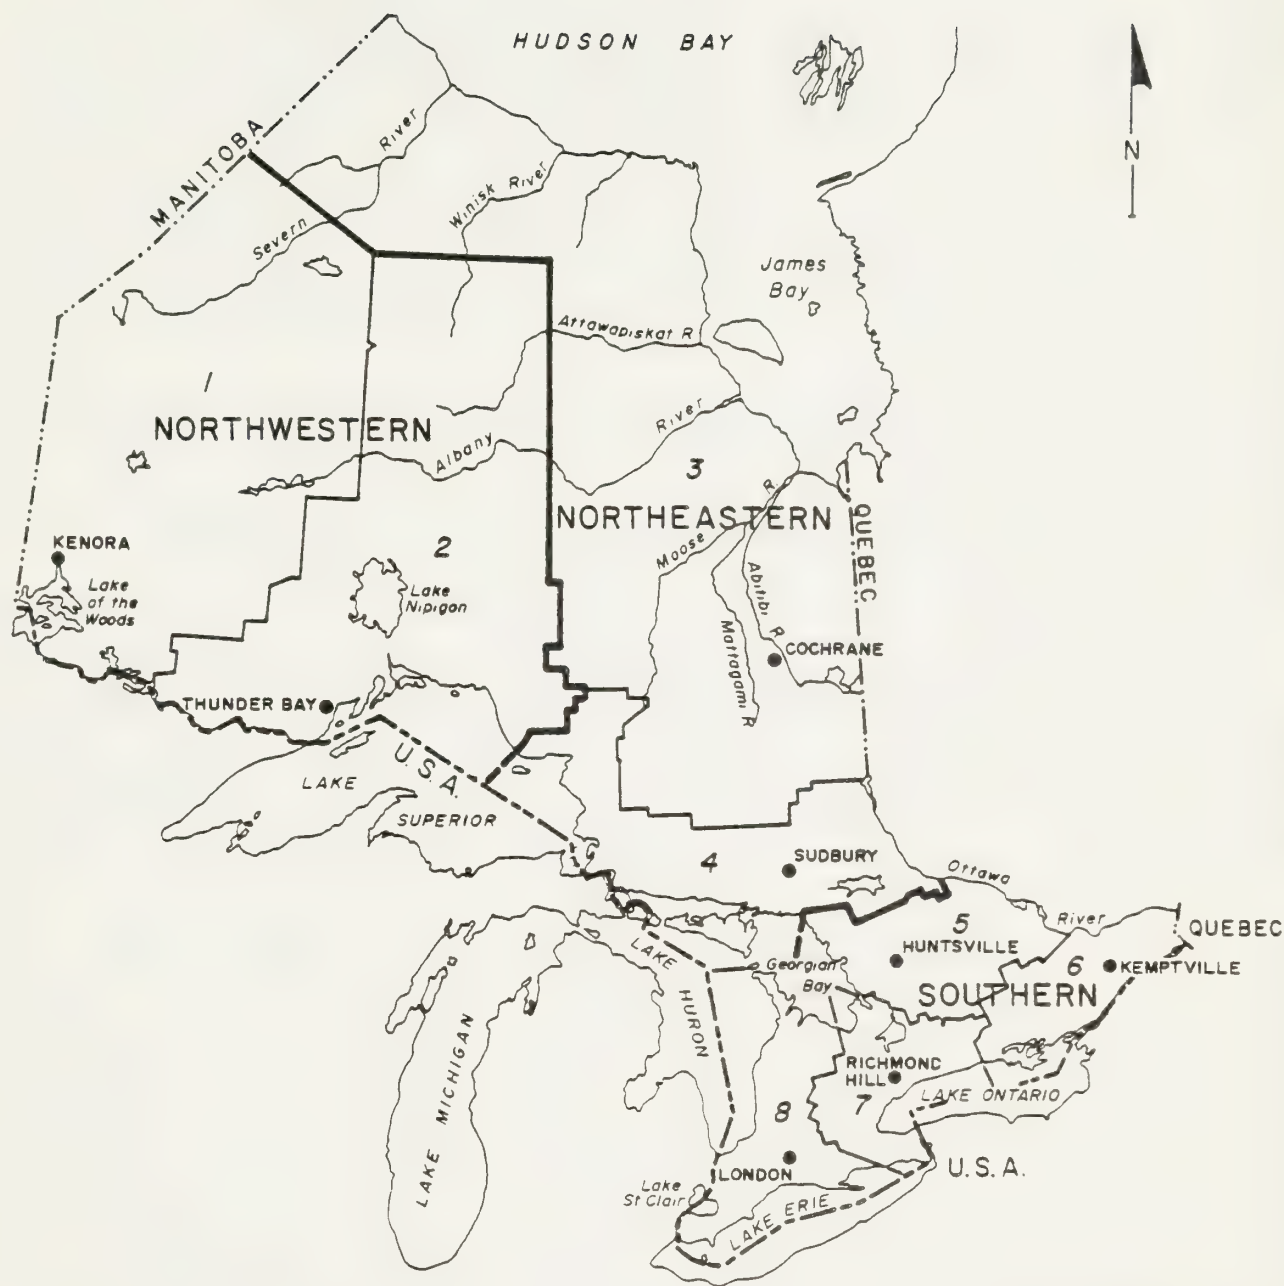 HUDSON BAY
N
MANITOBA
River
Severn
Winisk River
James
Bay
Attawapiskat R
1
NORTHWESTERN
Albany
River
3
NORTHEASTERN
R.
Moose
QUEBEC
KENORA
Lake
of the
Woods
2
Lake
Nipigon
Abitibi R
Mattagami R
COCHRANE
THUNDER BAY
U.S.A.
LAKE
SUPERIOR
4
SUDBURY
Ottawa
River
QUEBEC
5
HUNTSVILLE
6
KEMPTVILLE
SOUTHERN
LAKE
HURON
Georgian
Bay
LAKE MICHIGAN
RICHMOND
HILL
7
LAKE ONTARIO
8
LONDON
U.S.A.
Lake
St Clair
LAKE ERIE